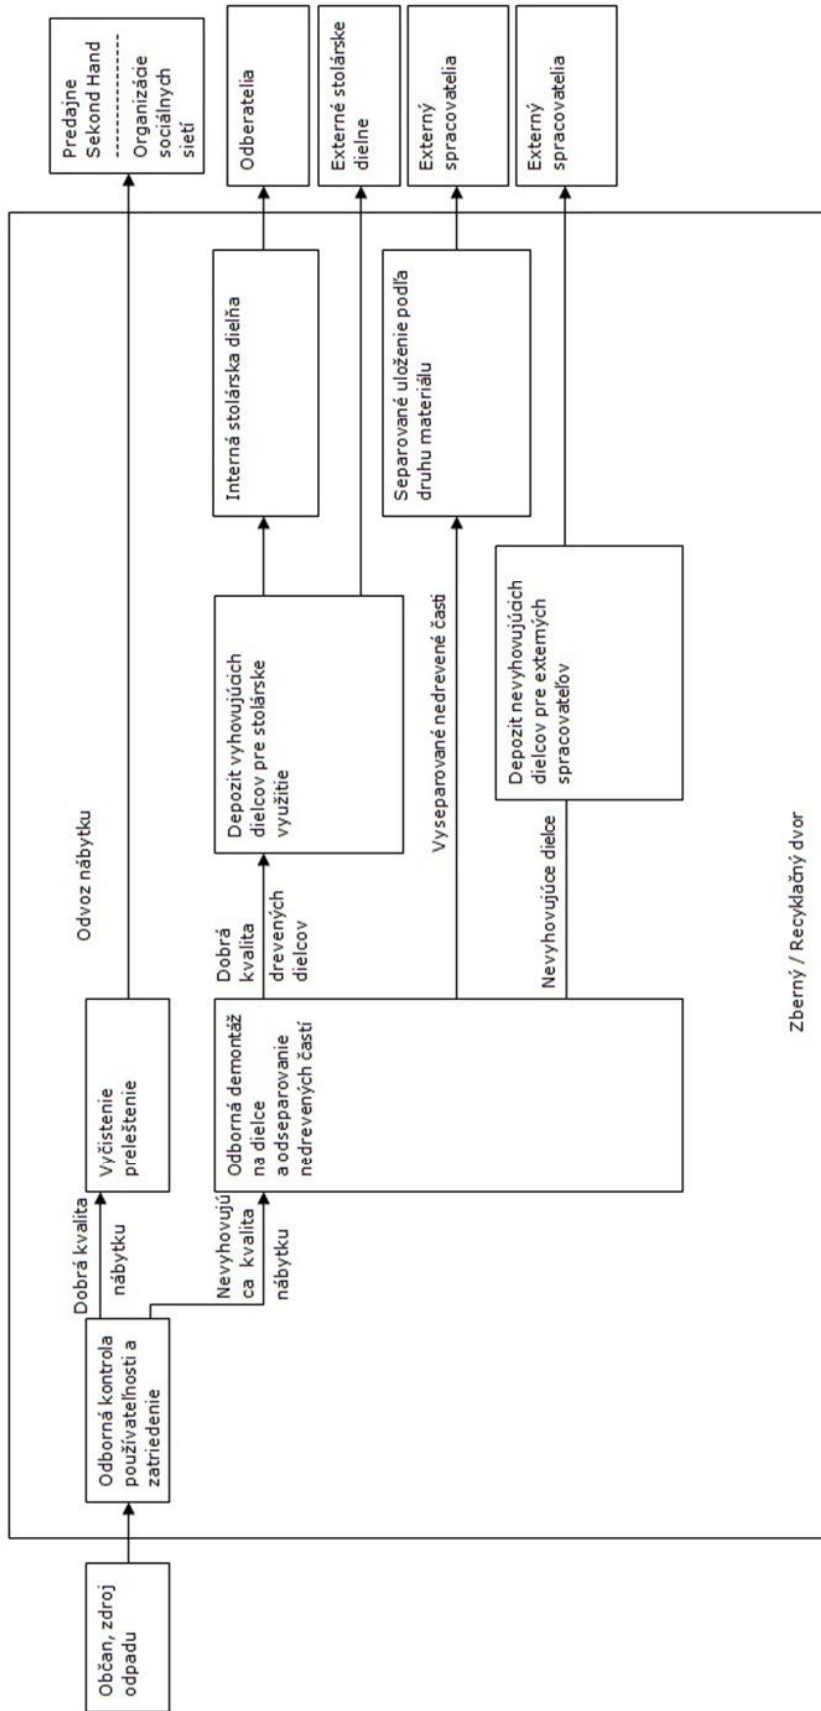 Občan, zdroj
odpadu
Odborná kontrola
používateľnosti a
zatriedenie
Dobrá kvalita
nábytku
Nevyhovujú
ca kvalita
nábytku
Vyčistenie
preleštenie
Odborná demontáž
na dielce
a odseparovanie
nedrevených častí
Odvoz nábytku
Dobrá
kvalita
drevených
dielcov
Vyseparované nedrevené časti
Nevyhovujúce dielce
Depozit vyhovujúcich
dielcov pre stolárske
využitie
Depozit nevyhovujúcich
dielcov pre externých
spracovateľov
Interná stolárska dielňa
Separované uloženie podľa
druhu materiálu
Predajne
Sekond Hand
---------------
Organizácie
sociálnych
sietí
Odberatelia
Externé stolárske
dielne
Externý
spracovatelia
Externý
spracovatelia
Zberný / Recyklačný dvor